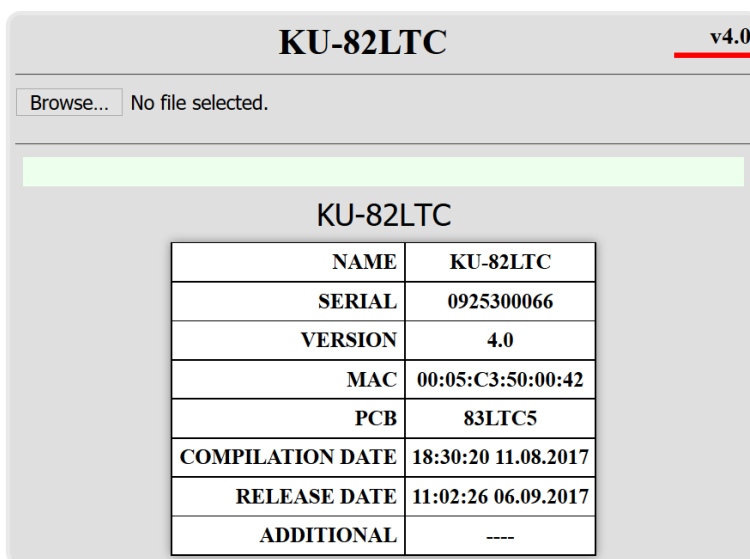 KU-82LTC
v4.0
Browse... No file selected.
KU-82LTC
NAME KU-82LTC
SERIAL 0925300066
VERSION 4.0
MAC 00:05:C3:50:00:42
PCB 83LTC5
COMPILATION DATE 18:30:20 11.08.2017
RELEASE DATE 11:02:26 06.09.2017
ADDITIONAL ----